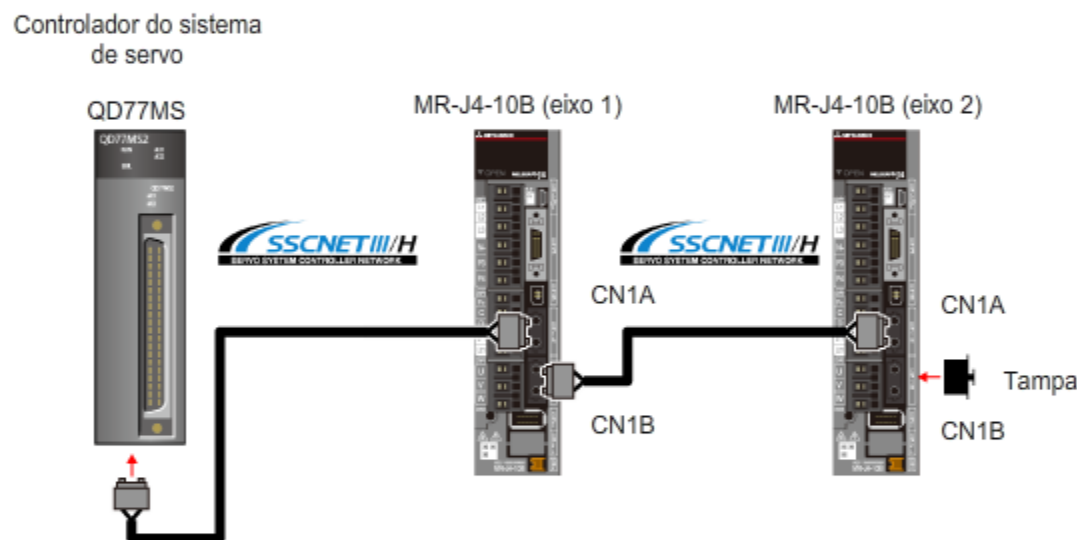 Controlador do sistema
de servo
QD77MS
MR-J4-10B (eixo 1)
MR-J4-10B (eixo 2)
QD77MS2
SSCNETIII/H
SERVO SYSTEM CONTROLLER NETWORK
SSCNETIII/H
SERVO SYSTEM CONTROLLER NETWORK
CN1A
CN1A
Tampa
CN1B
CN1B